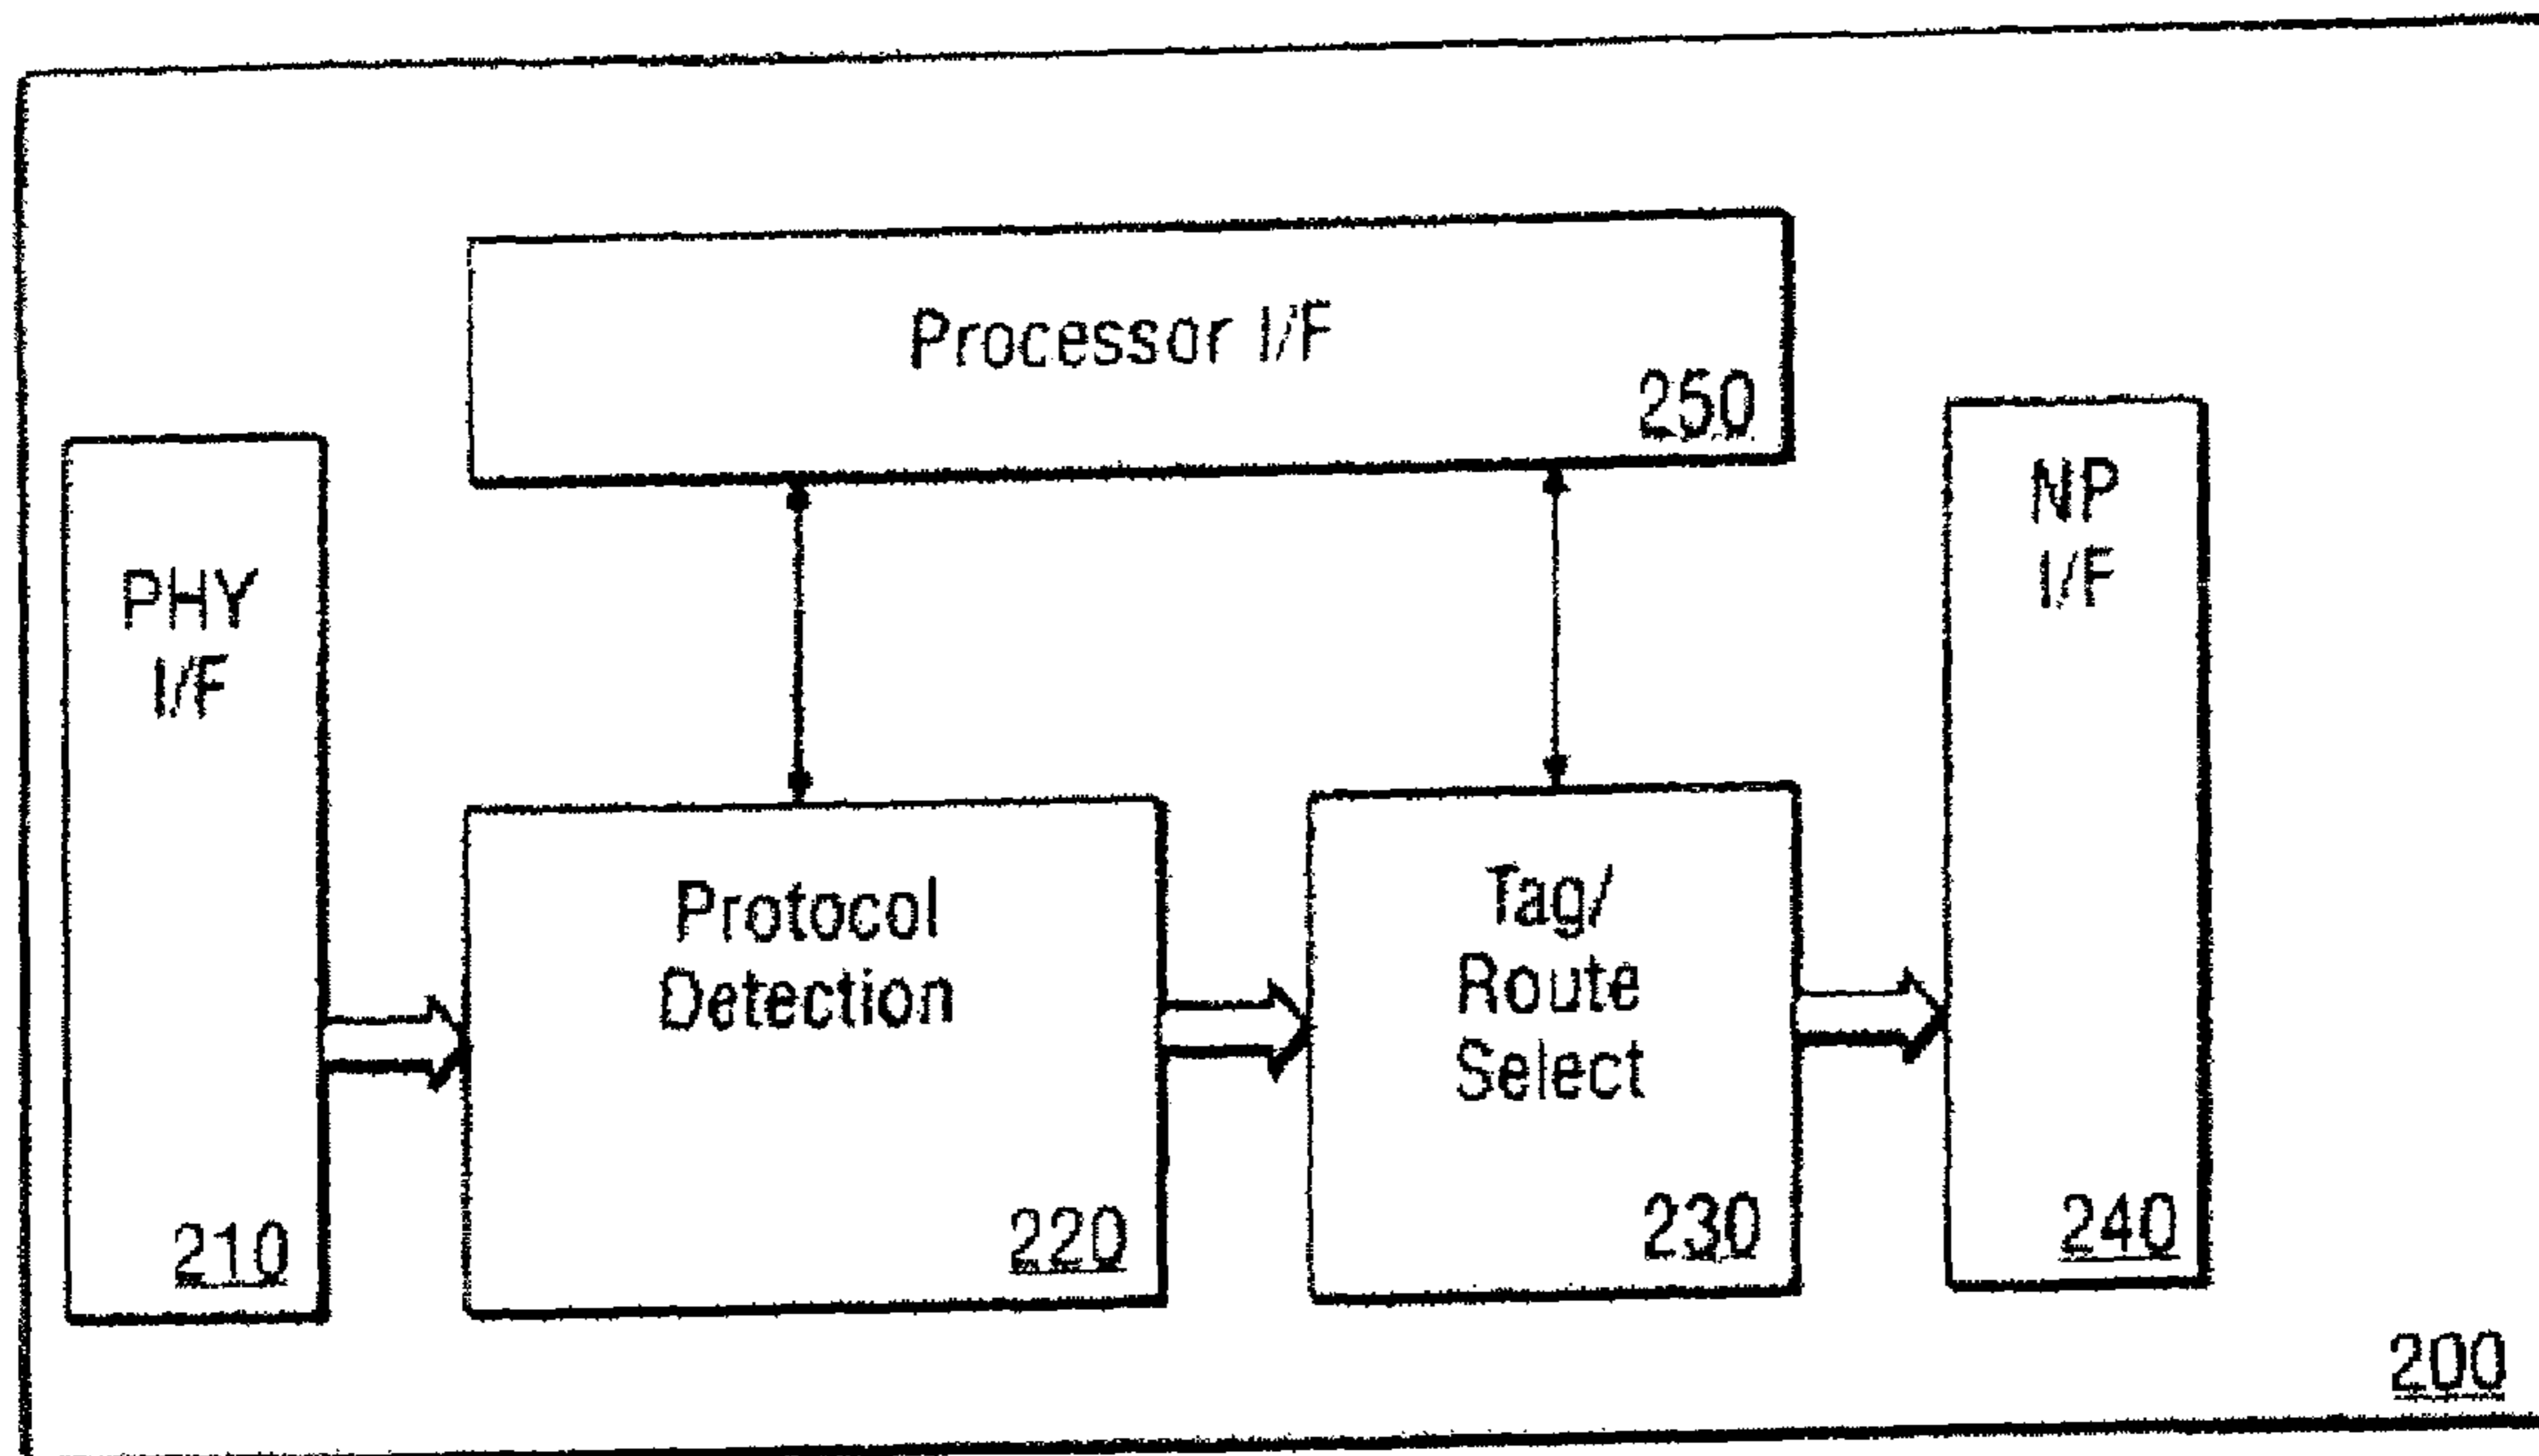 Processor I/F
250
PHY
I/F
210
Protocol
Detection
220
Tag/
Route
Select
230
NP
I/F
240
200